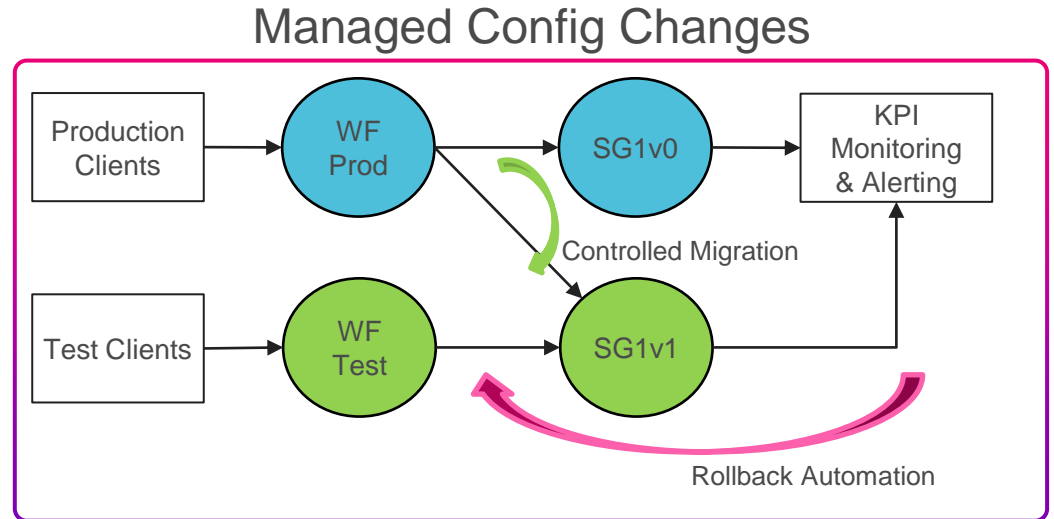 Managed Config Changes
Production
Clients
WF
Prod
SG1v0
KPI
Monitoring
& Alerting
Controlled Migration
Test Clients
WF
Test
SG1v1
Rollback Automation